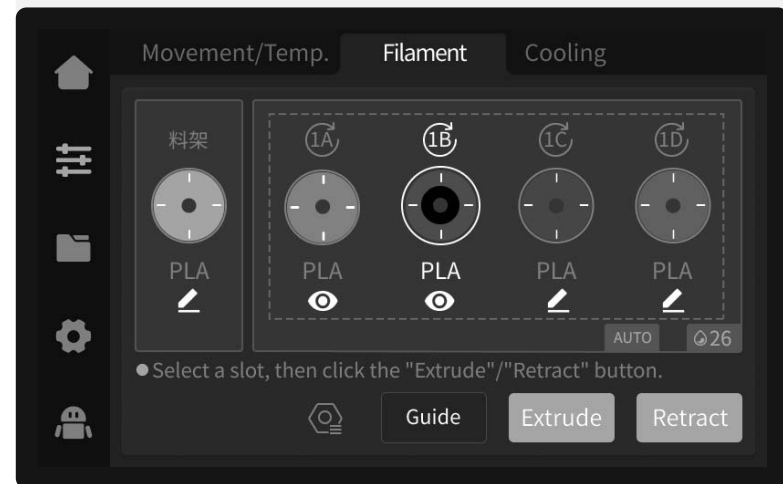 Movement/Temp. Filament Cooling
料架 1A 1B 1C 1D
PLA PLA PLA PLA PLA
AUTO 26
Select a slot, then click the "Extrude"/"Retract" button.
Guide Extrude Retract